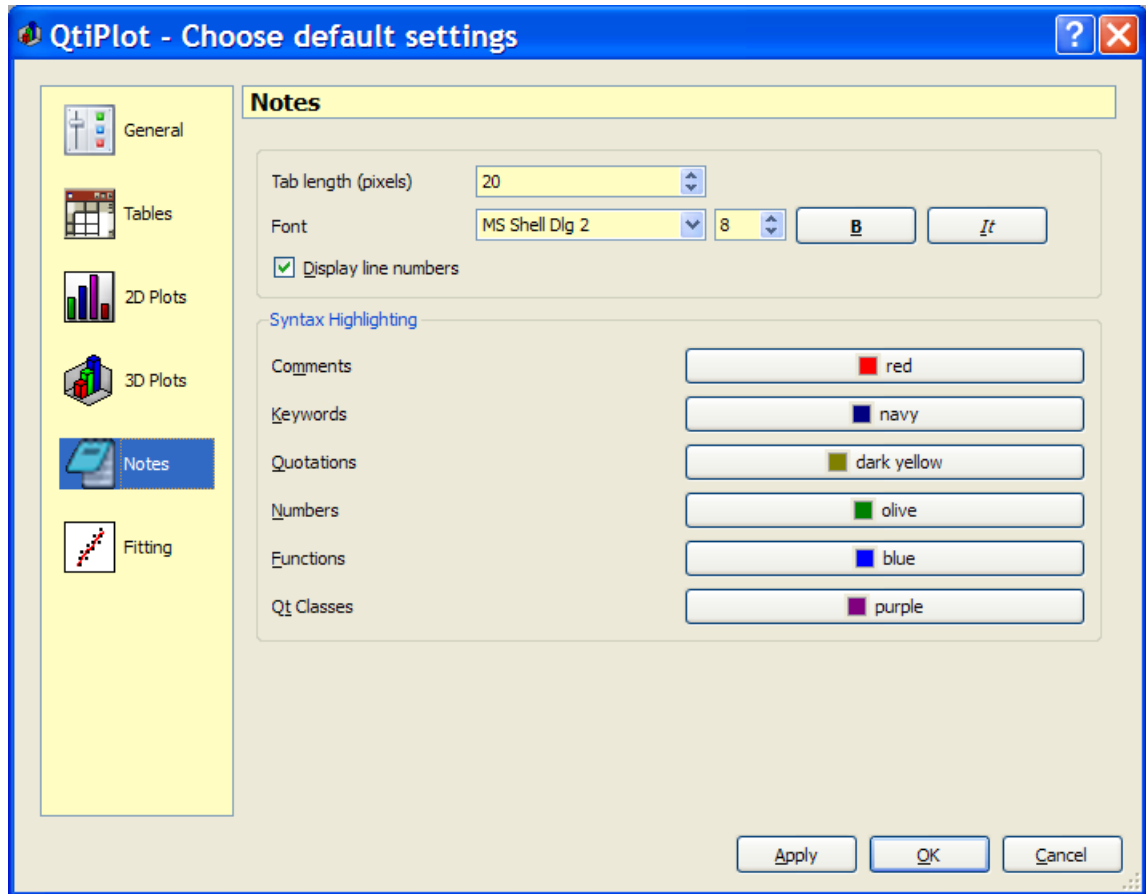 QtiPlot - Choose default settings
General
Tables
2D Plots
3D Plots
Notes
Fitting
Notes
Tab length (pixels) 20
Font MS Shell Dlg 2 8 B It
Display line numbers
Syntax Highlighting
Comments red
Keywords navy
Quotations dark yellow
Numbers olive
Functions blue
Qt Classes purple
Apply OK Cancel